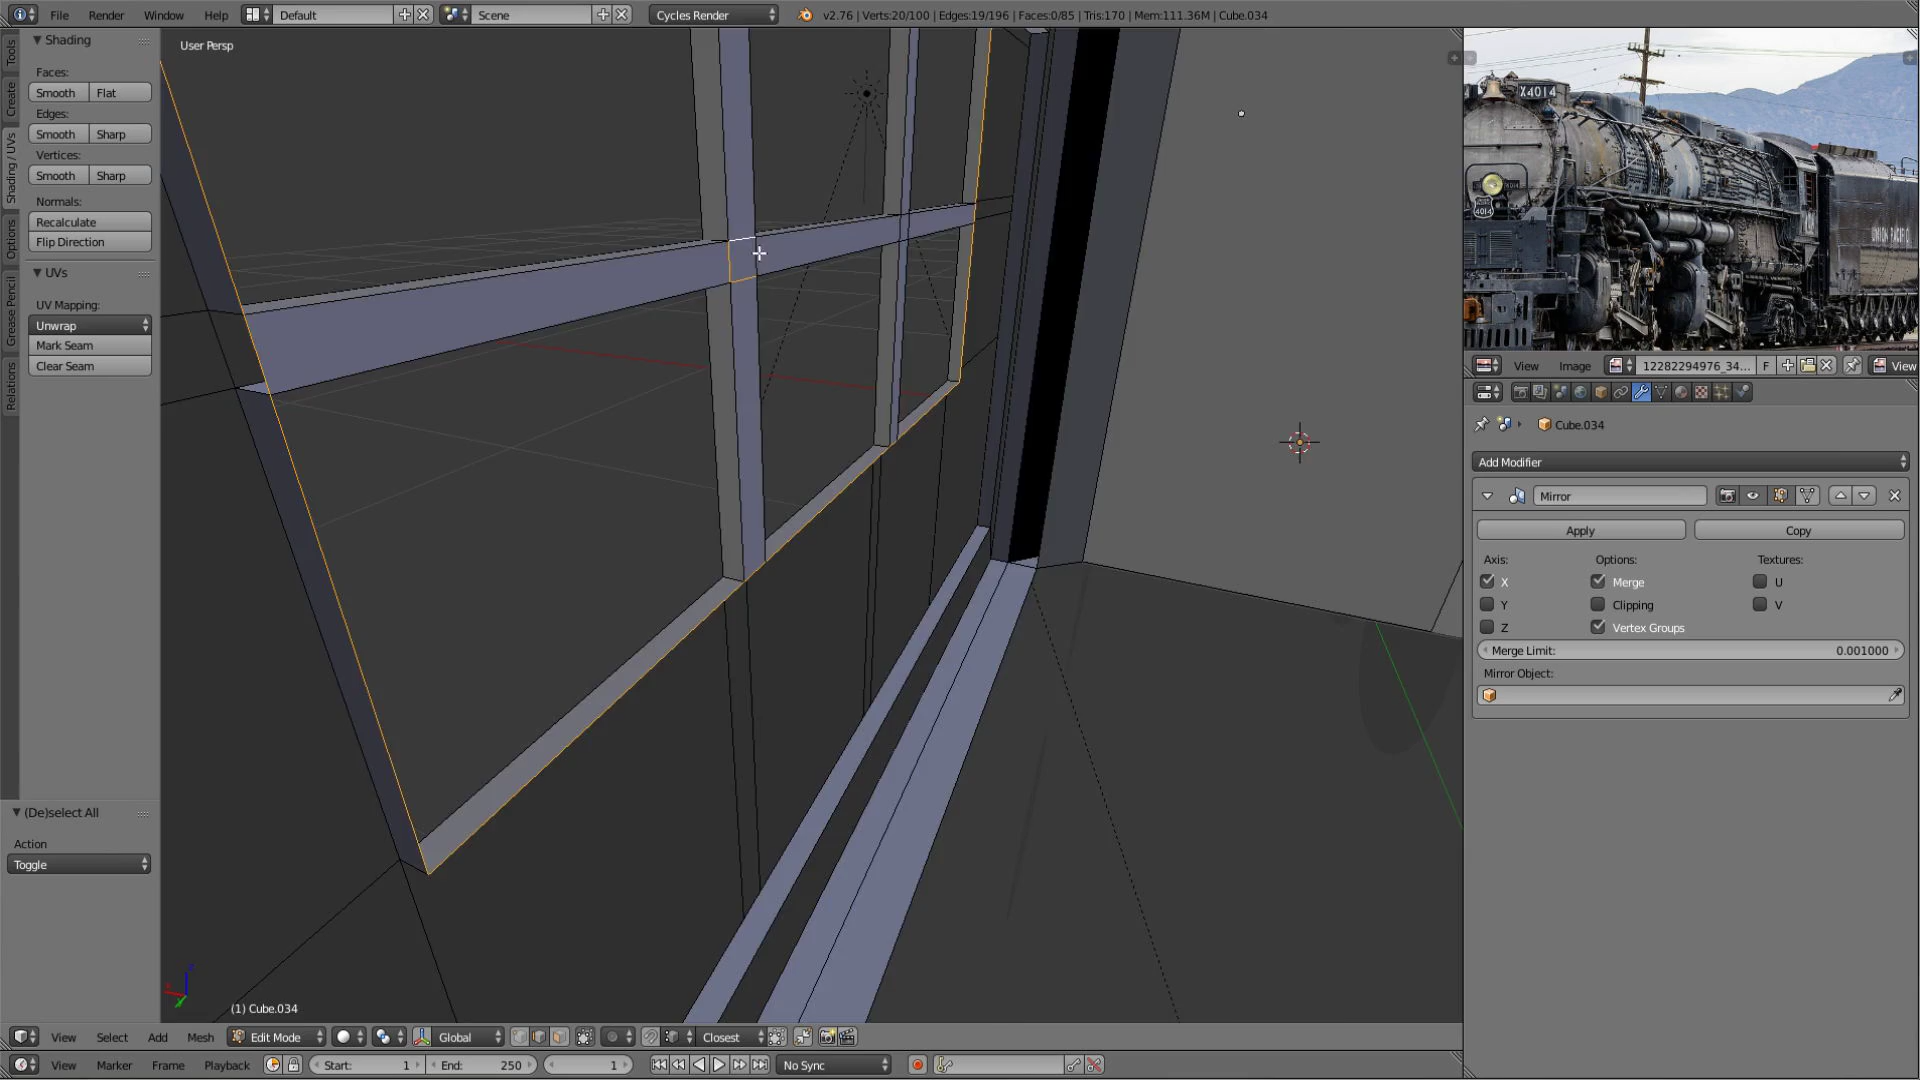 File Render Window Help Default Scene Cycles Render v2.76 | Verts:20/100 | Edges:19/196 | Faces:0/85 | Tris:170 | Mem:111.36M | Cube.034
Tools
Create
Shading / UVs
Options
Grease Pencil
Relations
Shading
Faces:
Smooth Flat
Edges:
Smooth Sharp
Vertices:
Smooth Sharp
Normals:
Recalculate
Flip Direction
UVs
UV Mapping:
Unwrap
Mark Seam
Clear Seam
(De)select All
Action
Toggle
User Persp
(1) Cube.034
X4014
4014
UNION PACIFIC
View Image 12282294976_34... F View
Cube.034
Add Modifier
Mirror
Apply Copy
Axis: Options: Textures:
X Merge U
Y Clipping V
Z Vertex Groups
Merge Limit: 0.001000
Mirror Object:
View Select Add Mesh Edit Mode Global Closest
View Marker Frame Playback Start: 1 End: 250 1 No Sync